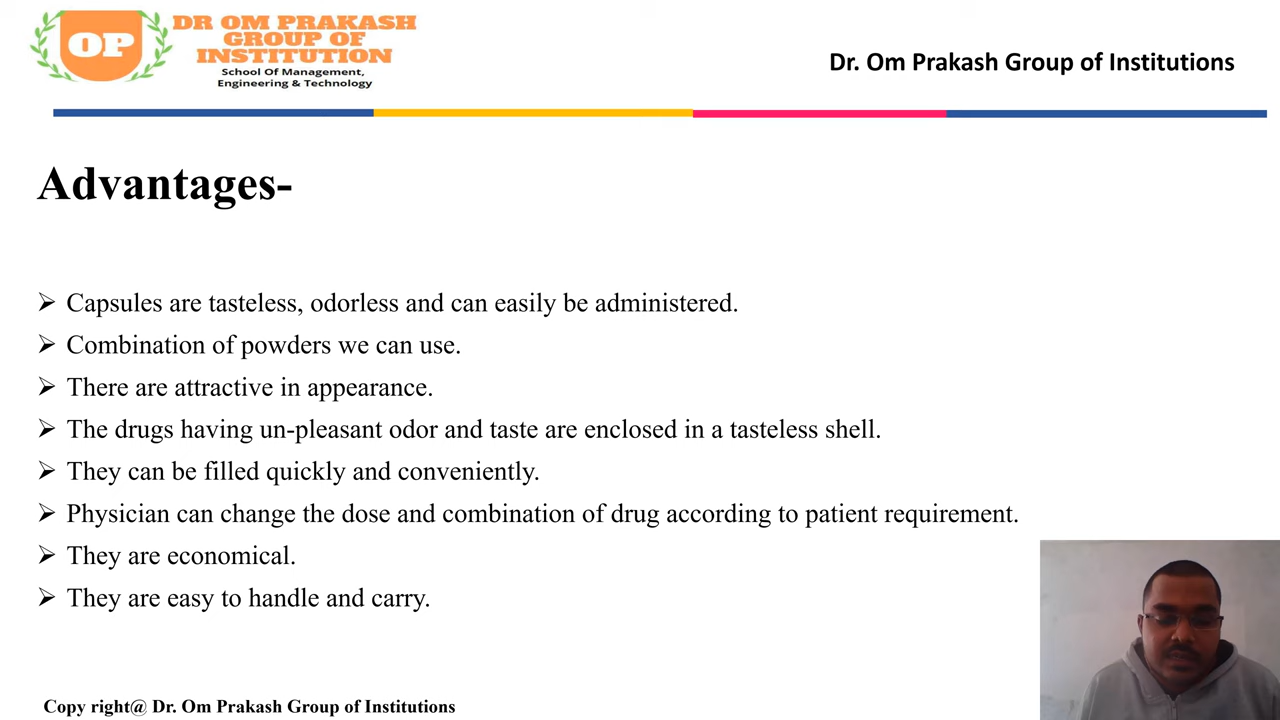 OP
DR OM PRAKASH
GROUP OF
INSTITUTION
School Of Management,
Engineering & Technology
Dr. Om Prakash Group of Institutions
Advantages-
Capsules are tasteless, odorless and can easily be administered.
Combination of powders we can use.
There are attractive in appearance.
The drugs having un-pleasant odor and taste are enclosed in a tasteless shell.
They can be filled quickly and conveniently.
Physician can change the dose and combination of drug according to patient requirement.
They are economical.
They are easy to handle and carry.
Copy right@ Dr. Om Prakash Group of Institutions